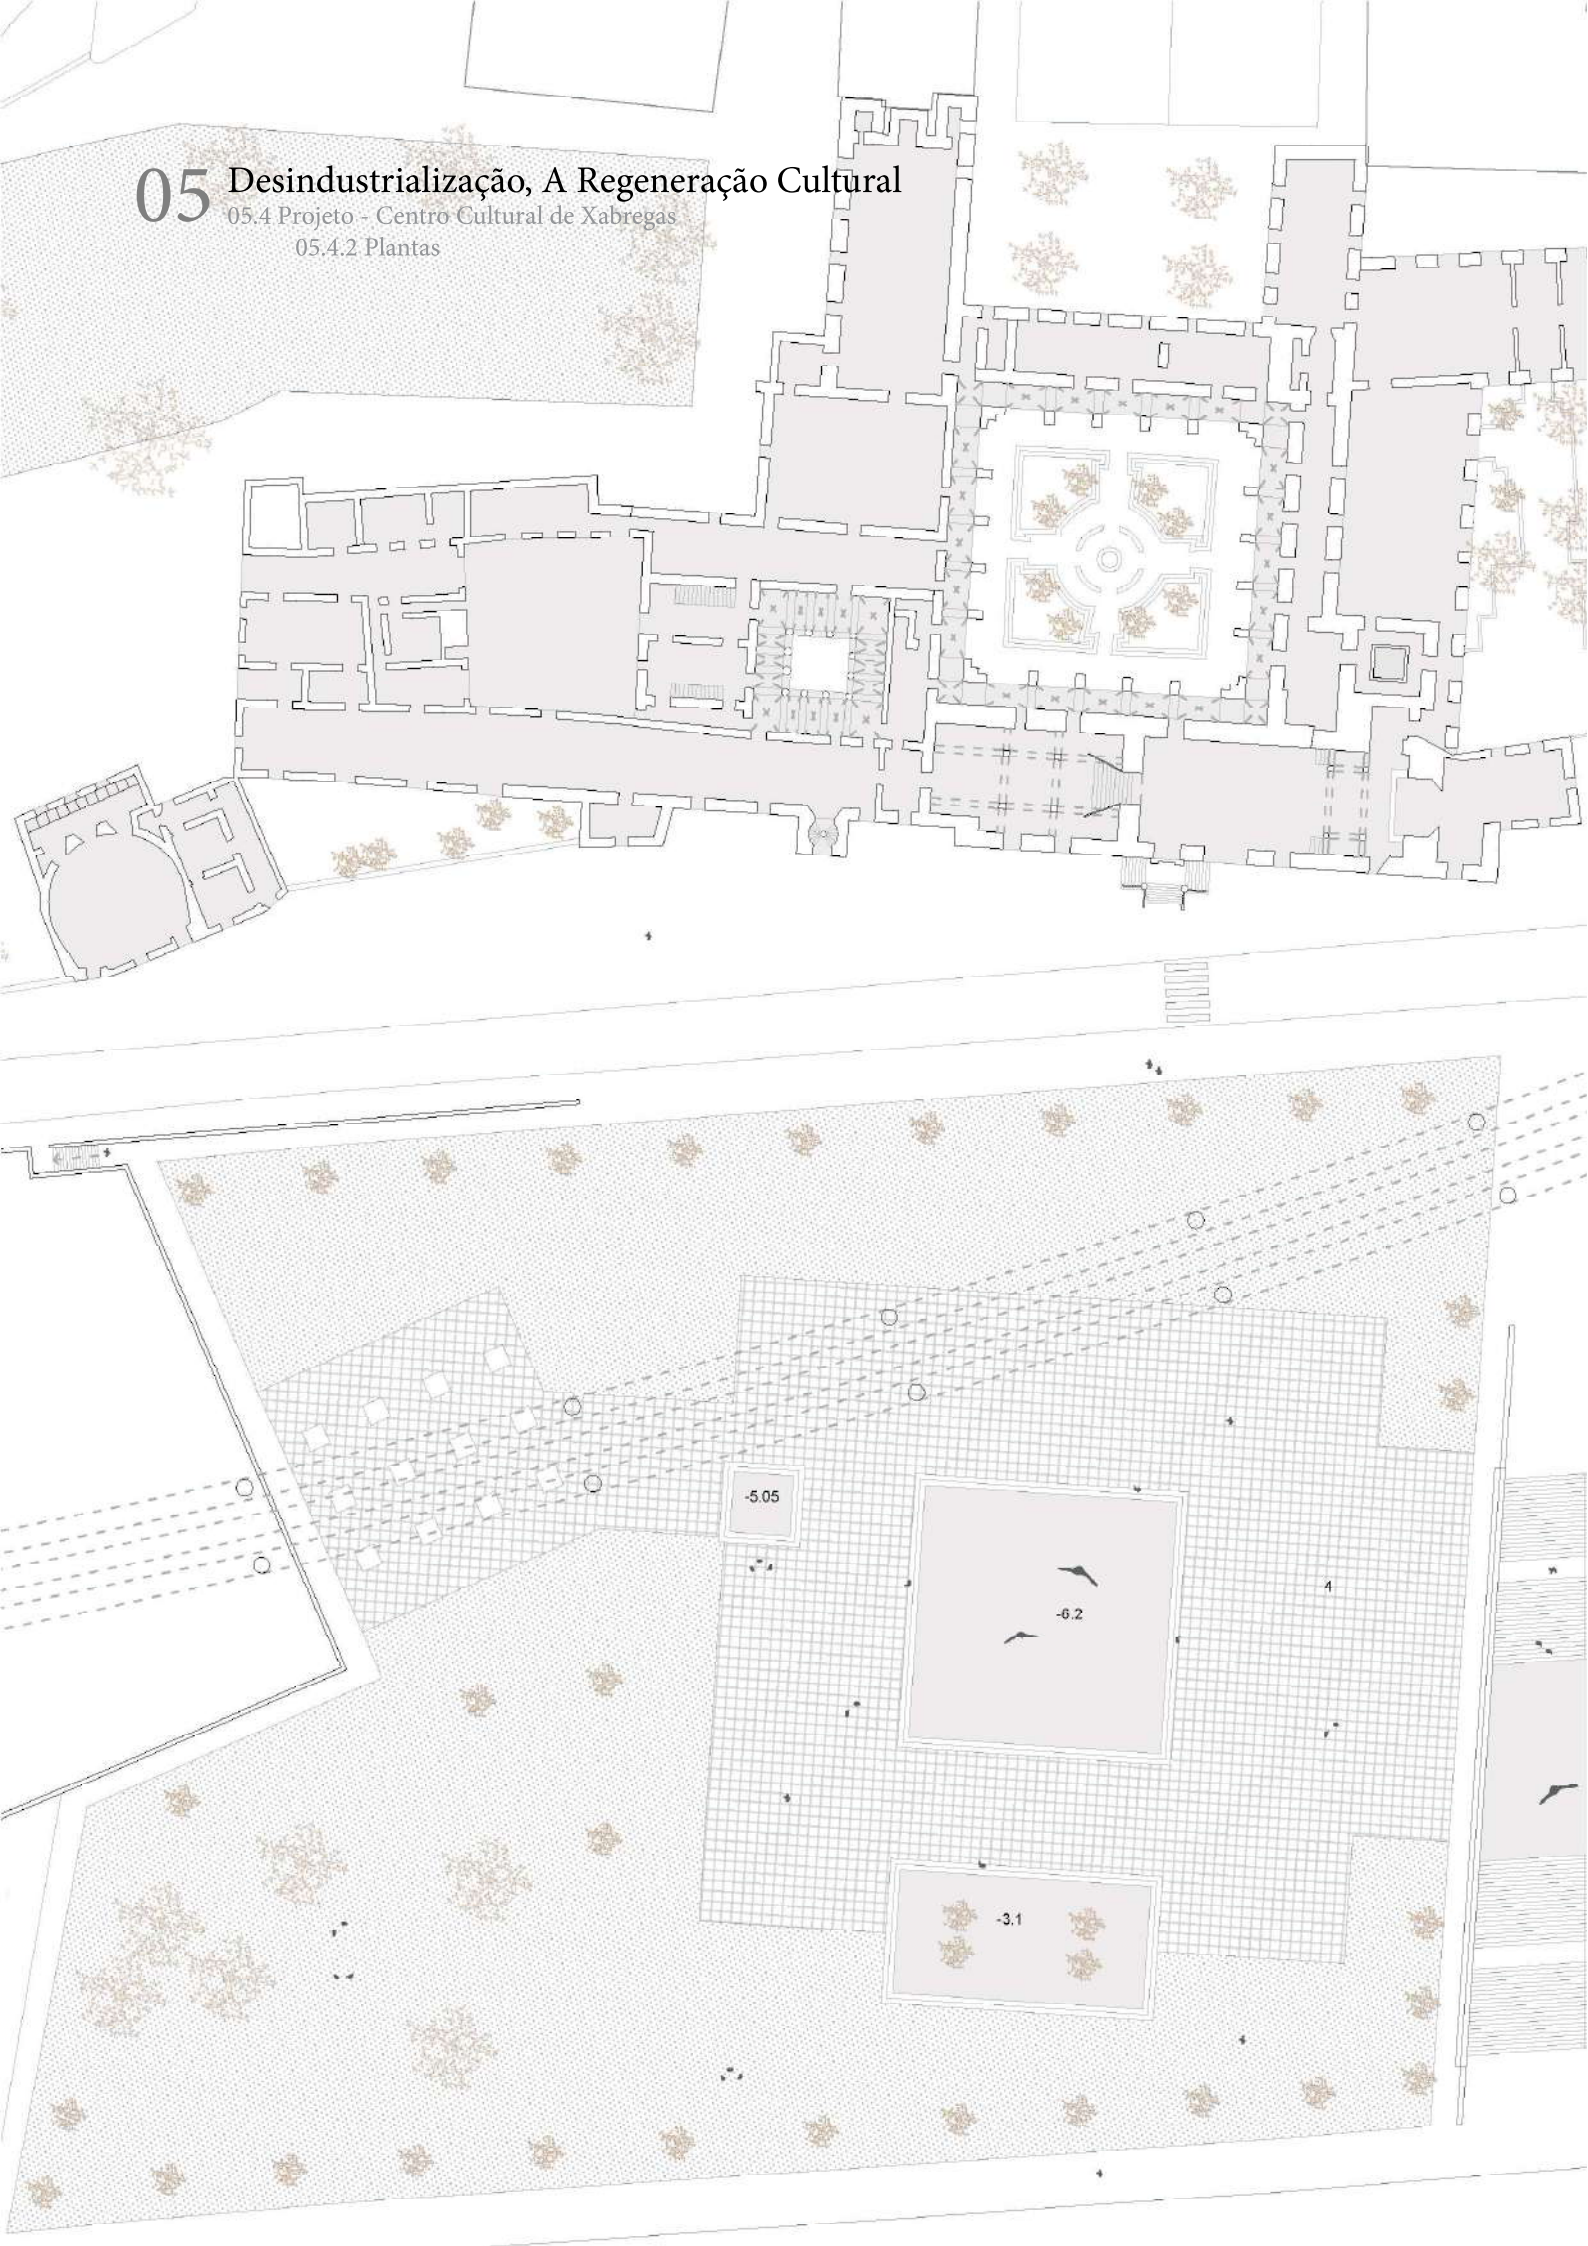 05 Desindustrialização, A Regeneração Cultural
05.4 Projeto - Centro Cultural de Xabregas
05.4.2 Plantas
-5.05
4
-6.2
-3.1